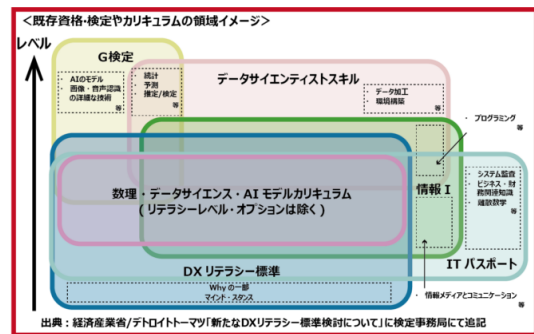 <既存資格・検定やカリキュラムの領域イメージ>
レベル
G検定
・ AIのモデル
・ 画像・音声認識
の詳細な技術
等
・ 統計
・ 予測
・ 推定/検定
等
データサイエンティストスキル
・ データ加工
・ 環境構築
等
・ プログラミング
等
数理・データサイエンス・AI モデルカリキュラム
(リテラシーレベル・オプションは除く)
情報 I
・ システム監査
・ ビジネス・財
務関連知識
・ 離散数学
等
DX リテラシー標準
IT パスポート
Whyの一部
マインド・スタンス
・ 情報メディアとコミュニケーション
等
出典:経済産業省/デトロイトトーマツ「新たなDXリテラシー標準検討について」に検定事務局にて追記